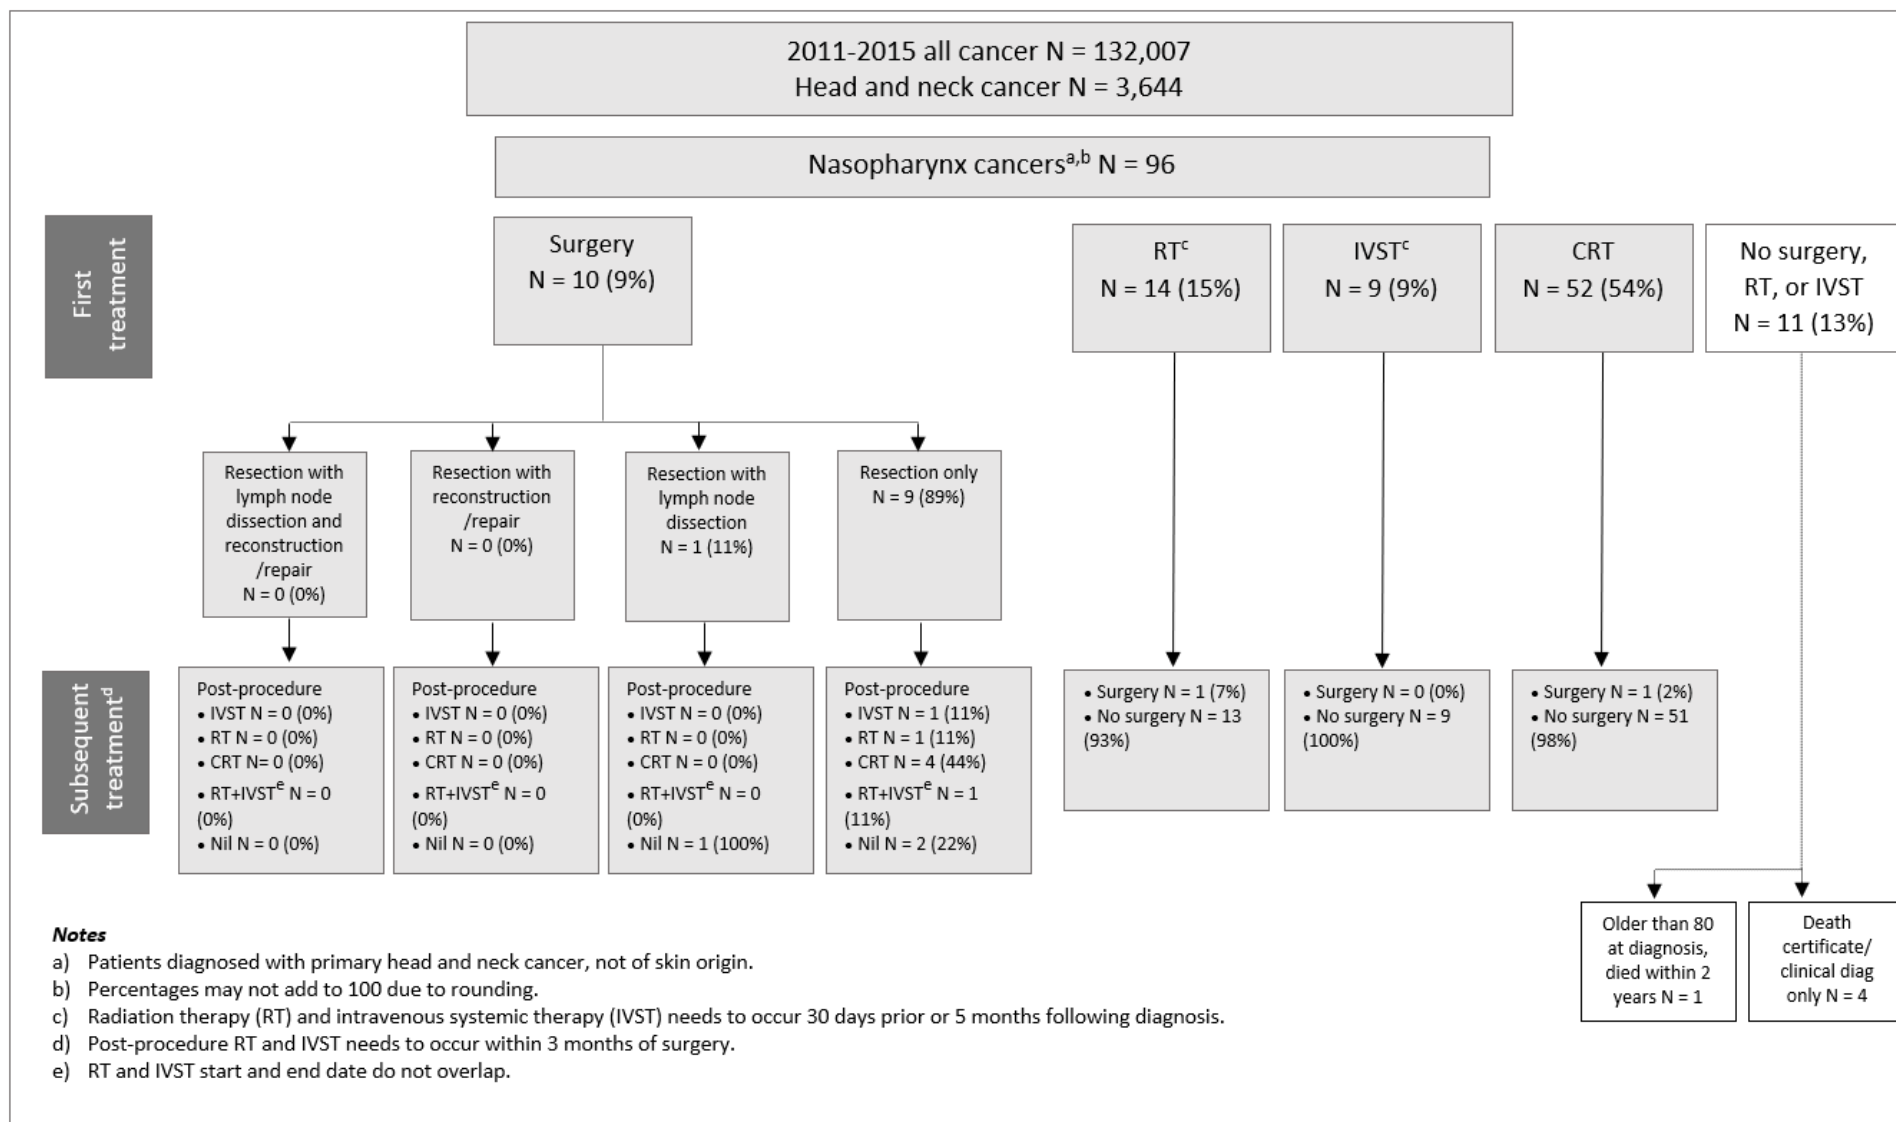 2011-2015 all cancer N = 132,007
Head and neck cancer N = 3,644
Nasopharynx cancersa,b N = 96
First
treatment
Surgery
N = 10 (9%)
RTc
N = 14 (15%)
IVSTc
N = 9 (9%)
CRT
N = 52 (54%)
No surgery,
RT, or IVST
N = 11 (13%)
Resection with
lymph node
dissection and
reconstruction
/repair
N = 0 (0%)
Resection with
reconstruction
/repair
N = 0 (0%)
Resection with
lymph node
dissection
N = 1 (11%)
Resection only
N = 9 (89%)
Subsequent
treatmentd
Post-procedure
• IVST N = 0 (0%)
• RT N = 0 (0%)
• CRT N= 0 (0%)
• RT+IVSTe N = 0
(0%)
• Nil N = 0 (0%)
Post-procedure
• IVST N = 0 (0%)
• RT N = 0 (0%)
• CRT N = 0 (0%)
• RT+IVSTe N = 0
(0%)
• Nil N = 0 (0%)
Post-procedure
• IVST N = 0 (0%)
• RT N = 0 (0%)
• CRT N = 0 (0%)
• RT+IVSTe N = 0
(0%)
• Nil N = 1 (100%)
Post-procedure
• IVST N = 1 (11%)
• RT N = 1 (11%)
• CRT N = 4 (44%)
• RT+IVSTe N = 1
(11%)
• Nil N = 2 (22%)
• Surgery N = 1 (7%)
• No surgery N = 13
(93%)
• Surgery N = 0 (0%)
• No surgery N = 9
(100%)
• Surgery N = 1 (2%)
• No surgery N = 51
(98%)
Older than 80
at diagnosis,
died within 2
years N = 1
Death
certificate/
clinical diag
only N = 4
Notes
a) Patients diagnosed with primary head and neck cancer, not of skin origin.
b) Percentages may not add to 100 due to rounding.
c) Radiation therapy (RT) and intravenous systemic therapy (IVST) needs to occur 30 days prior or 5 months following diagnosis.
d) Post-procedure RT and IVST needs to occur within 3 months of surgery.
e) RT and IVST start and end date do not overlap.